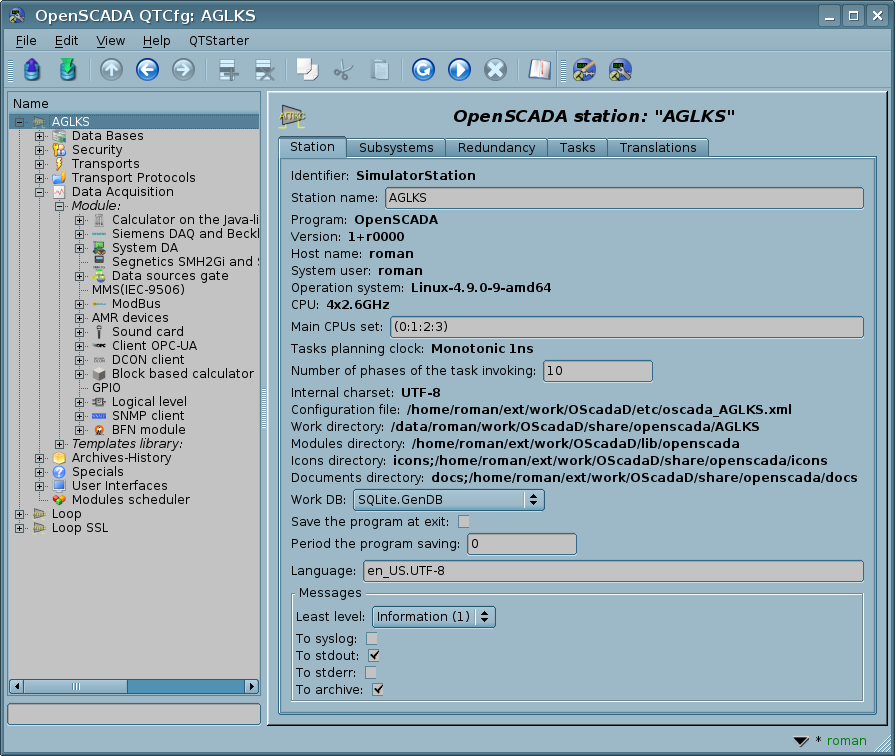 OpenSCADA QTCfg: AGLKS
File Edit View Help QTStarter
Name
AGLKS
Data Bases
Security
Transports
Transport Protocols
Data Acquisition
Module:
Calculator on the Java-li
Siemens DAQ and Beckl
System DA
Segnetics SMH2Gi and
Data sources gate
MMS(IEC-9506)
ModBus
AMR devices
Sound card
Client OPC-UA
DCON client
Block based calculator
GPIO
Logical level
SNMP client
BFN module
Templates library:
Archives-History
Specials
User Interfaces
Modules scheduler
Loop
Loop SSL
OpenSCADA station: "AGLKS"
Station Subsystems Redundancy Tasks Translations
Identifier: SimulatorStation
Station name: AGLKS
Program: OpenSCADA
Version: 1+r0000
Host name: roman
System user: roman
Operation system: Linux-4.9.0-9-amd64
CPU: 4x2.6GHz
Main CPUs set: (0:1:2:3)
Tasks planning clock: Monotonic 1ns
Number of phases of the task invoking: 10
Internal charset: UTF-8
Configuration file: /home/roman/ext/work/OScadaD/etc/oscada_AGLKS.xml
Work directory: /data/roman/work/OScadaD/share/openscada/AGLKS
Modules directory: /home/roman/ext/work/OScadaD/lib/openscada
Icons directory: icons;/home/roman/ext/work/OScadaD/share/openscada/icons
Documents directory: docs;/home/roman/ext/work/OScadaD/share/openscada/docs
Work DB: SQLite.GenDB
Save the program at exit:
Period the program saving: 0
Language: en_US.UTF-8
Messages
Least level: Information (1)
To syslog:
To stdout:
To stderr:
To archive:
* roman